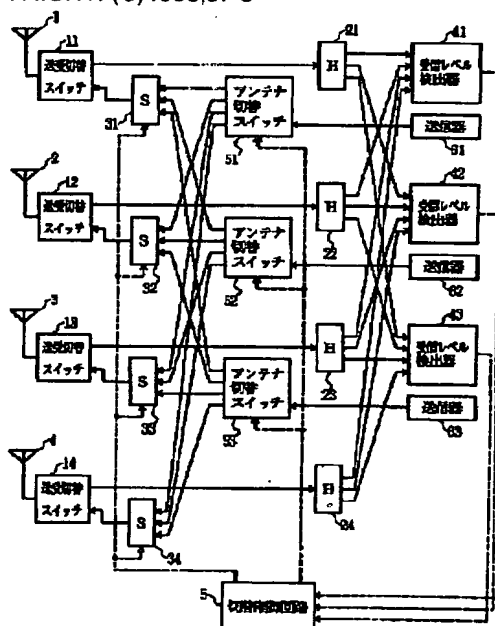 1
11
送受切替
スイッチ
S
31
アンテナ
切替
スイッチ
51
21
H
41
受信レベル
検出器
送信器
61
2
12
送受切替
スイッチ
S
32
アンテナ
切替
スイッチ
52
H
22
42
受信レベル
検出器
送信器
62
3
13
送受切替
スイッチ
S
33
アンテナ
切替
スイッチ
53
H
23
43
受信レベル
検出器
送信器
63
4
14
送受切替
スイッチ
S
34
H
24
5
切替制御回路